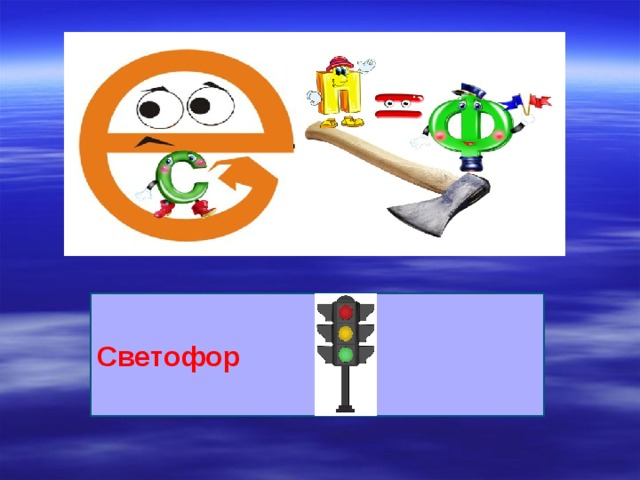 е
с
П = Ф
Светофор